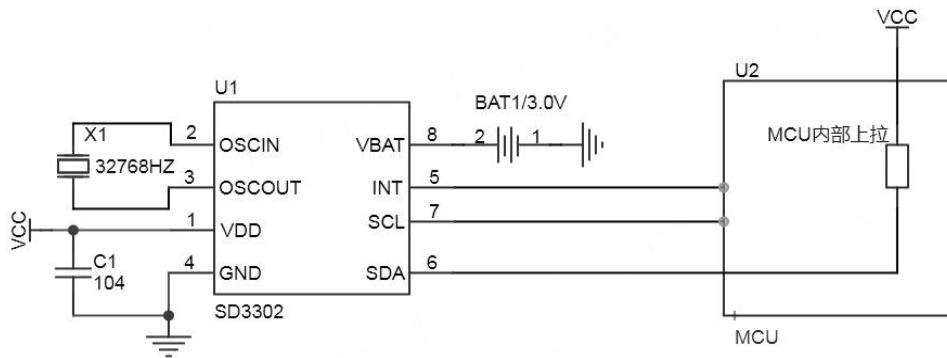 VCC
U1
U2
BAT1/3.0V
X1
2
OSCIN
VBAT
8
2
1
MCU内部上拉
32768HZ
3
OSCOUT
INT
5
VCC
1
VDD
SCL
7
C1
104
4
GND
SDA
6
SD3302
MCU